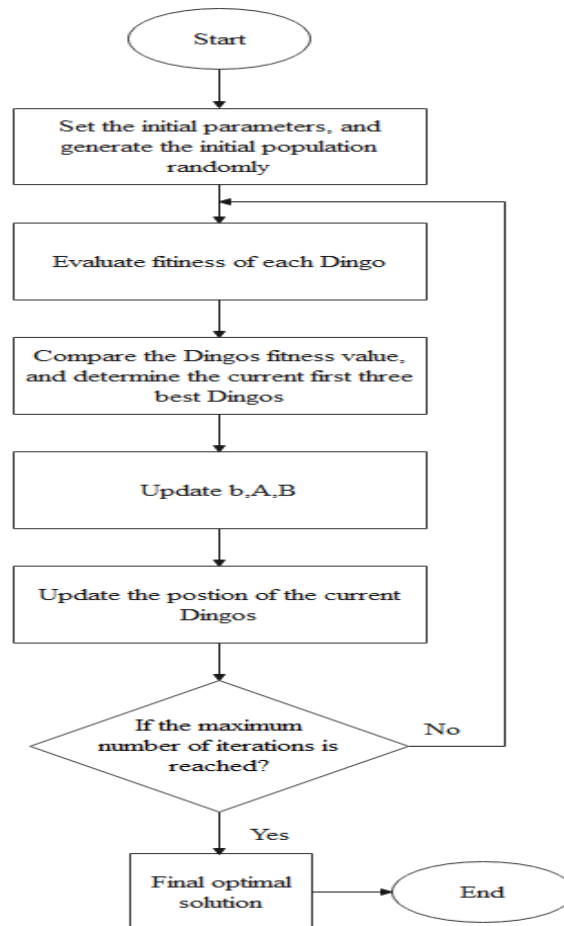 Start
Set the initial parameters, and
generate the initial population
randomly
Evaluate fitiness of each Dingo
Compare the Dingos fitness value,
and determine the current first three
best Dingos
Update b,A,B
Update the postion of the current
Dingos
If the maximum
number of iterations is
reached?
No
Yes
Final optimal
solution
End